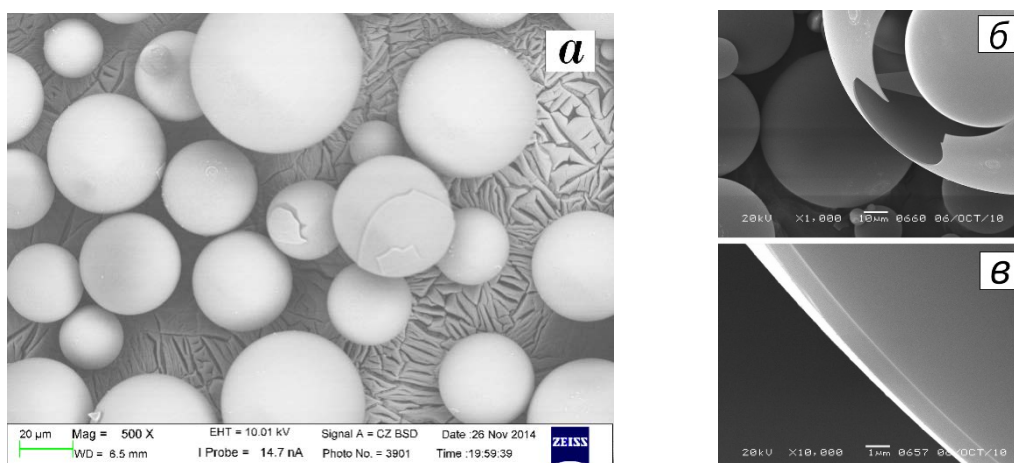 а
20 µm
Mag = 500 X
EHT = 10.01 kV
Signal A = CZ BSD
Date :26 Nov 2014
ZEISS
WD = 6.5 mm
I Probe = 14.7 nA
Photo No. = 3901
Time :19:59:39
б
20kV X1,000 10µm 0660 06/OCT/10
в
20kV X10,000 1µm 0657 06/OCT/10